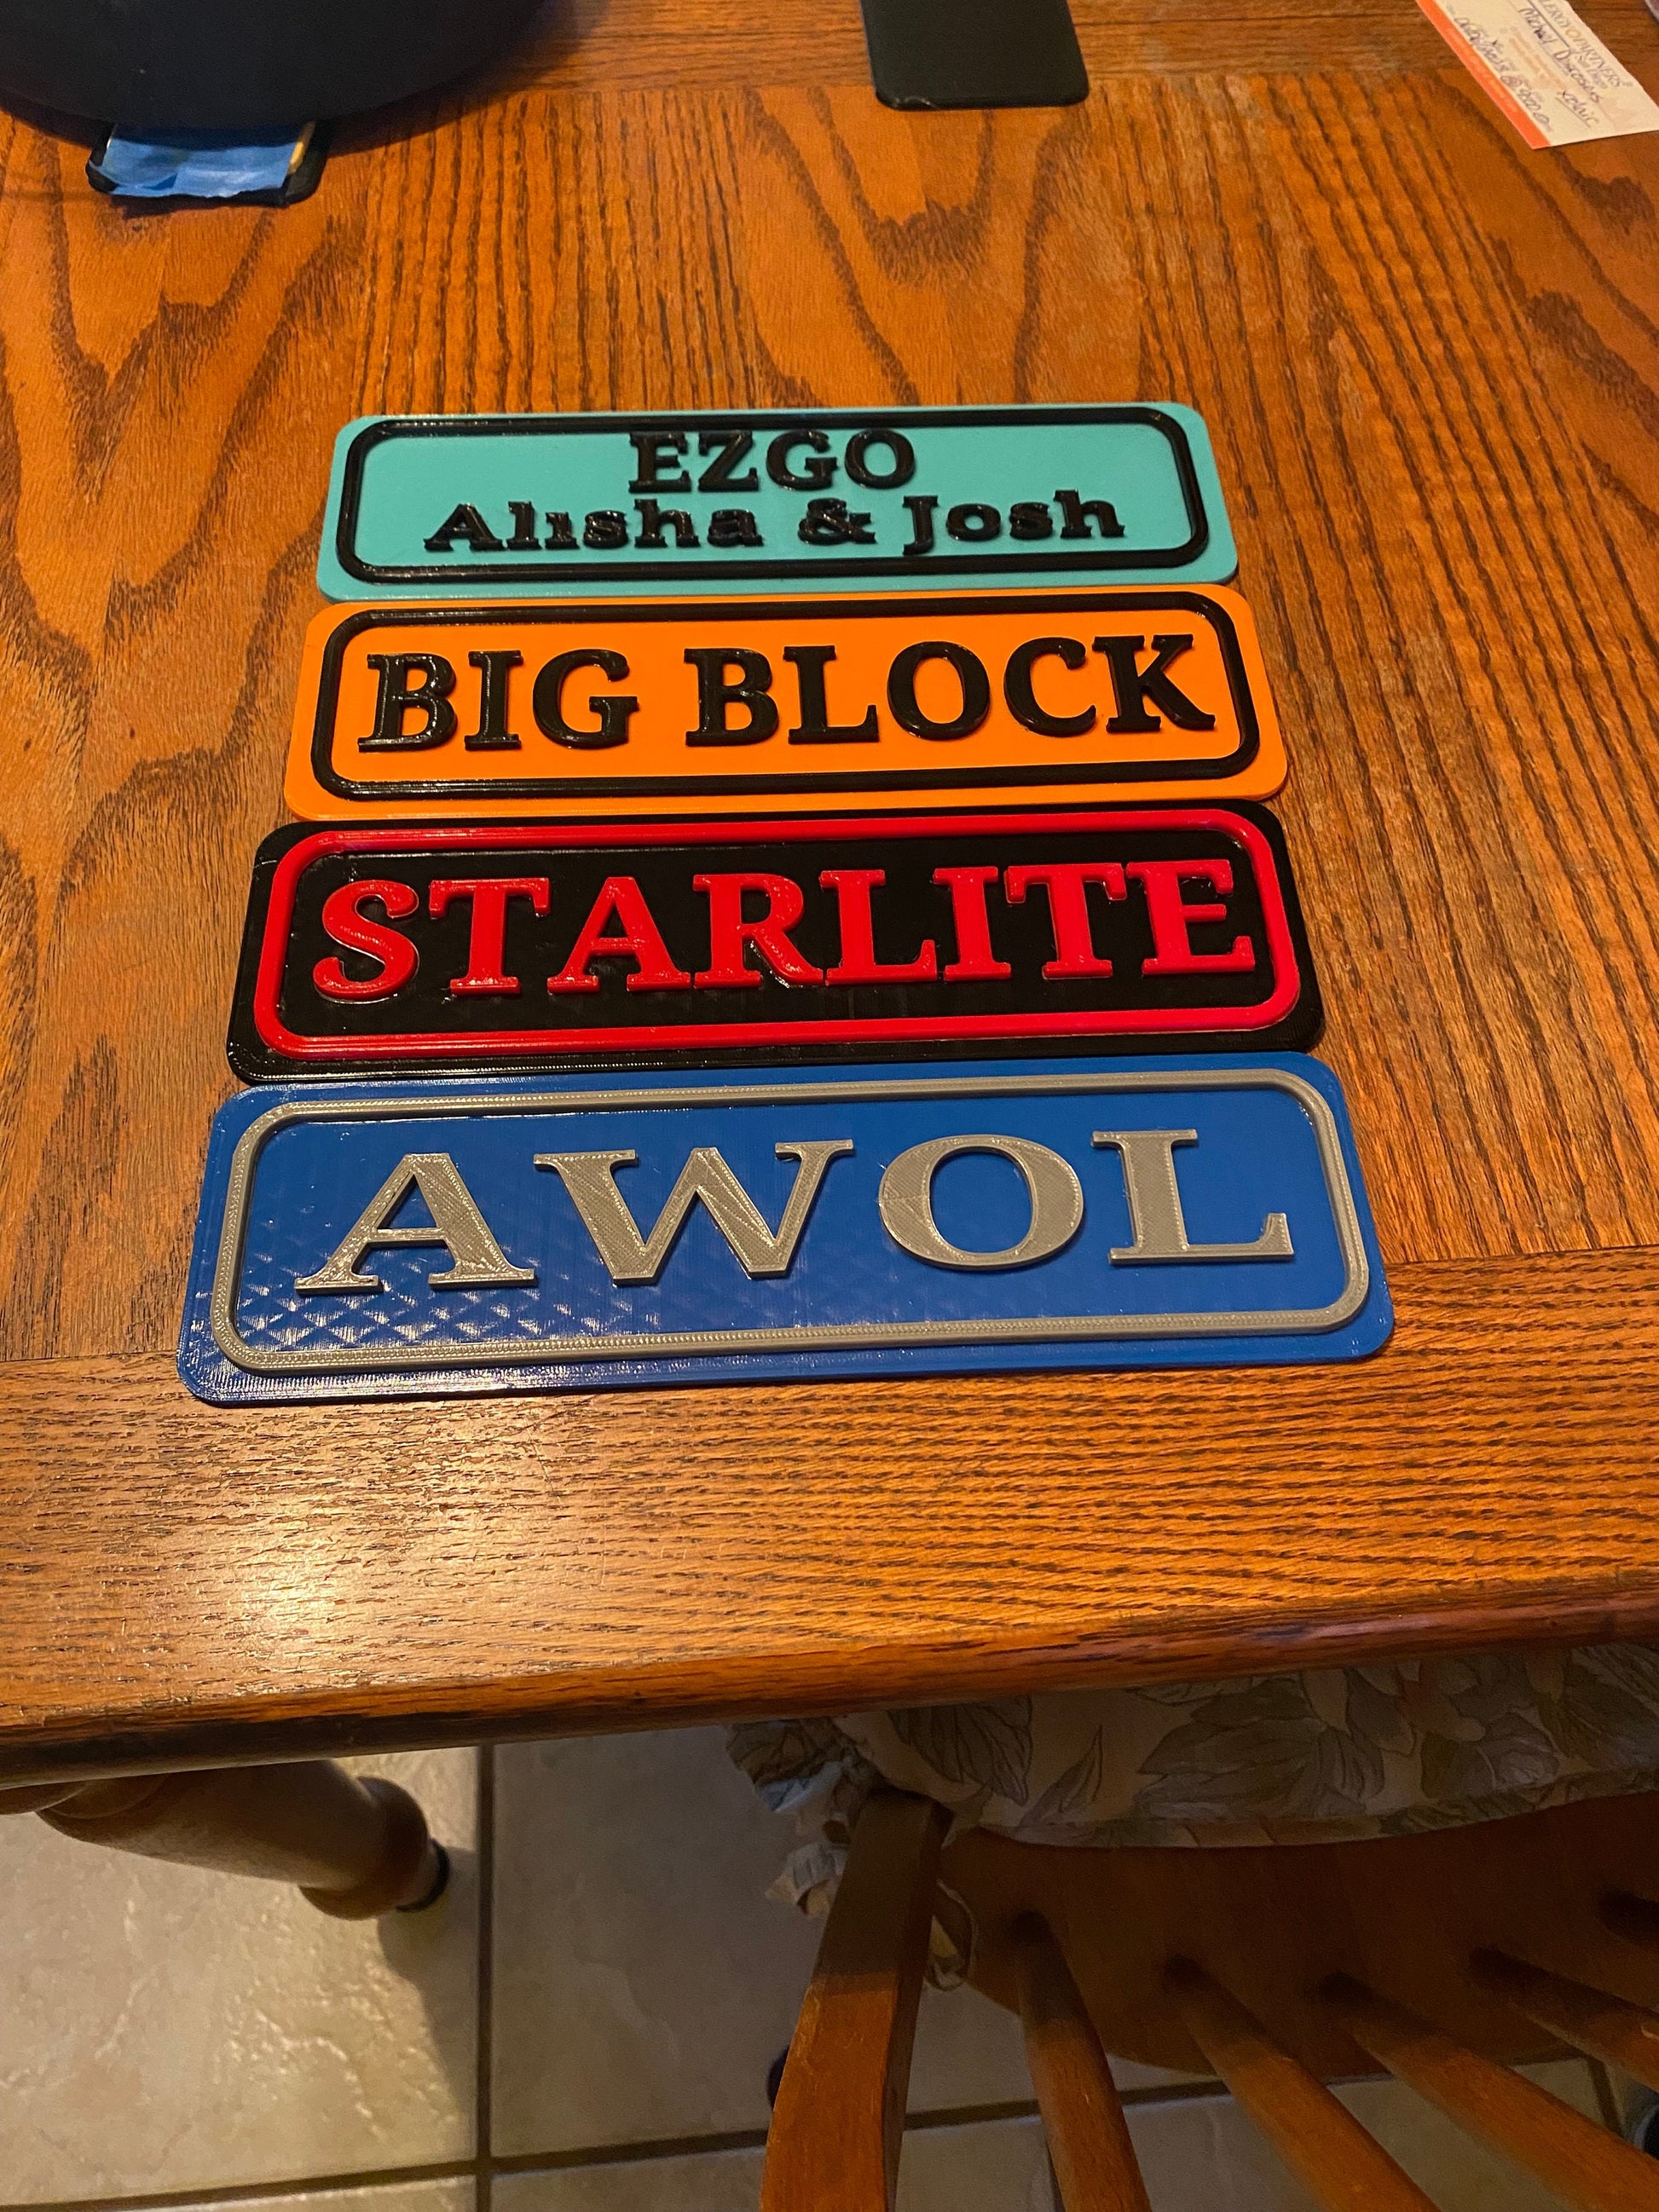 EZGO
Alisha & Josh
BIG BLOCK
STARLITE
AWOL